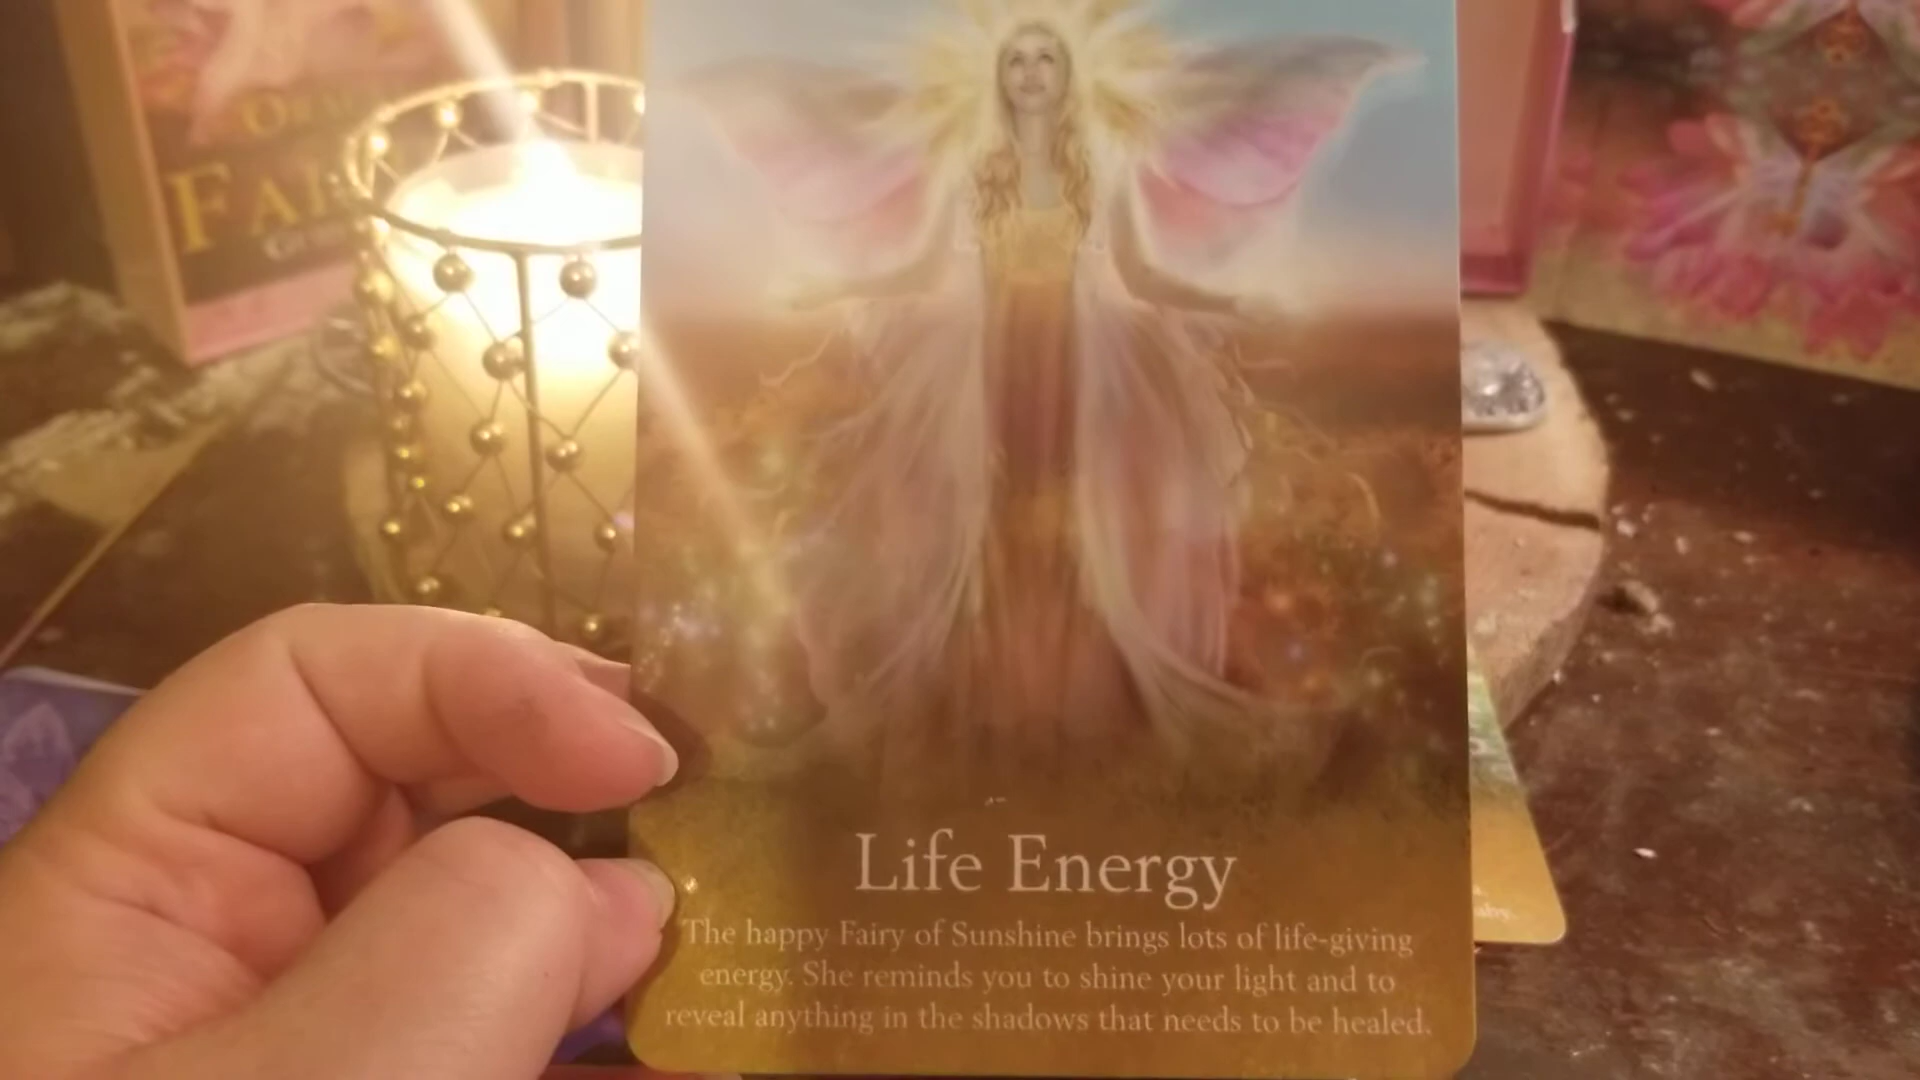 Life Energy
The happy Fairy of Sunshine brings lots of life-giving
energy. She reminds you to shine your light and to
reveal anything in the shadows that needs to be healed.